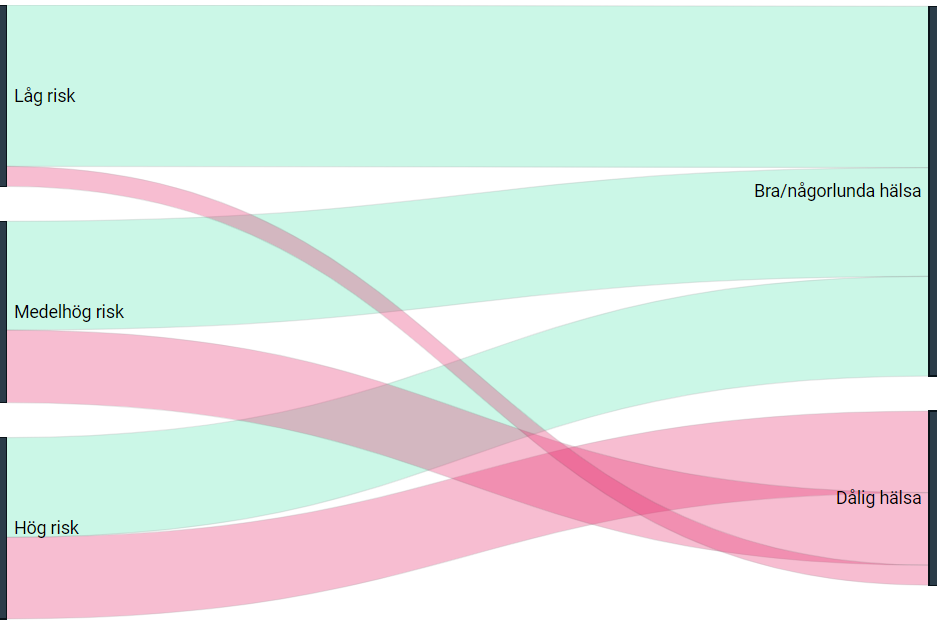 Låg risk
Bra/någorlunda hälsa
Medelhög risk
Dålig hälsa
Hög risk